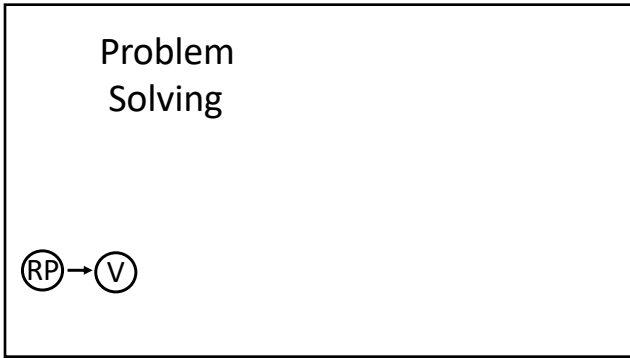 Problem
Solving
RP → V